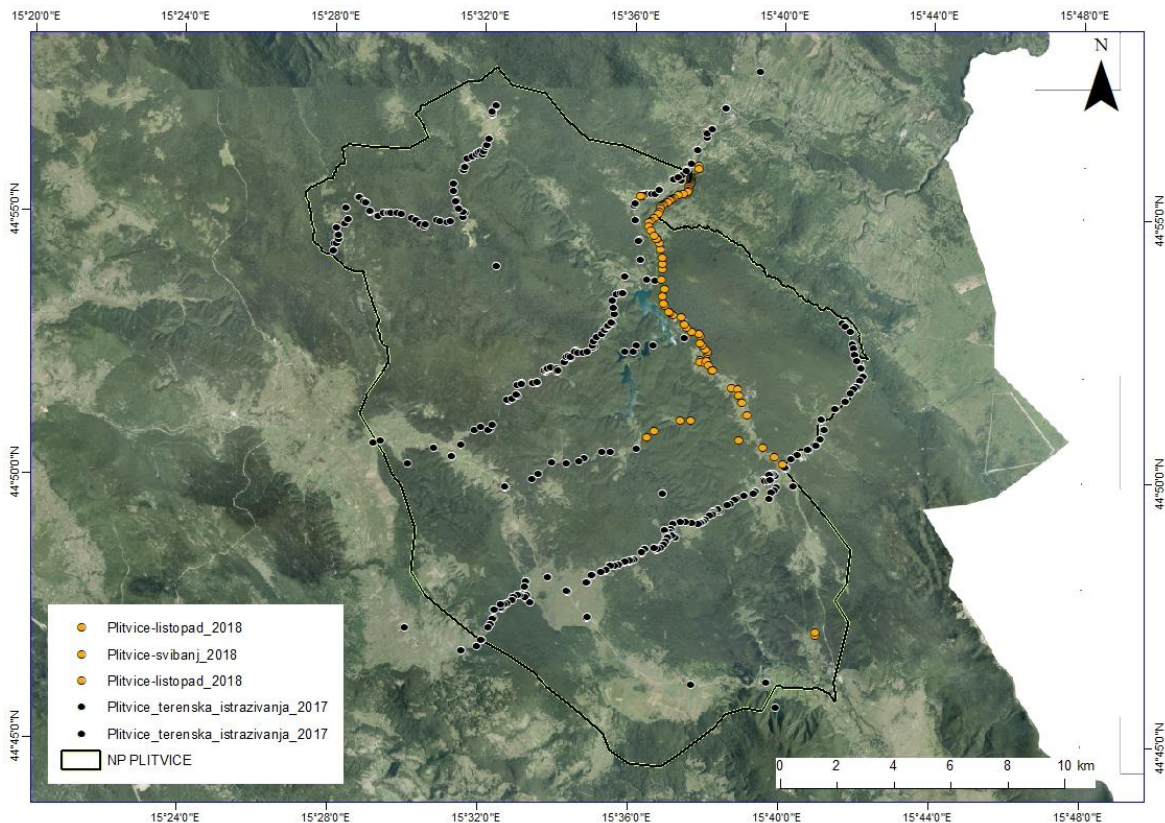 15°20'0"E 15°24'0"E 15°28'0"E 15°32'0"E 15°36'0"E 15°40'0"E 15°44'0"E 15°48'0"E
N
44°55'0"N 44°55'0"N
44°50'0"N 44°50'0"N
44°45'0"N 44°45'0"N
Plitvice-listopad_2018
Plitvice-svibanj_2018
Plitvice-listopad_2018
Plitvice_terenska_istrazivanja_2017
Plitvice_terenska_istrazivanja_2017
NP PLITVICE
0 2 4 6 8 10 km
15°24'0"E 15°28'0"E 15°32'0"E 15°36'0"E 15°40'0"E 15°44'0"E 15°48'0"E